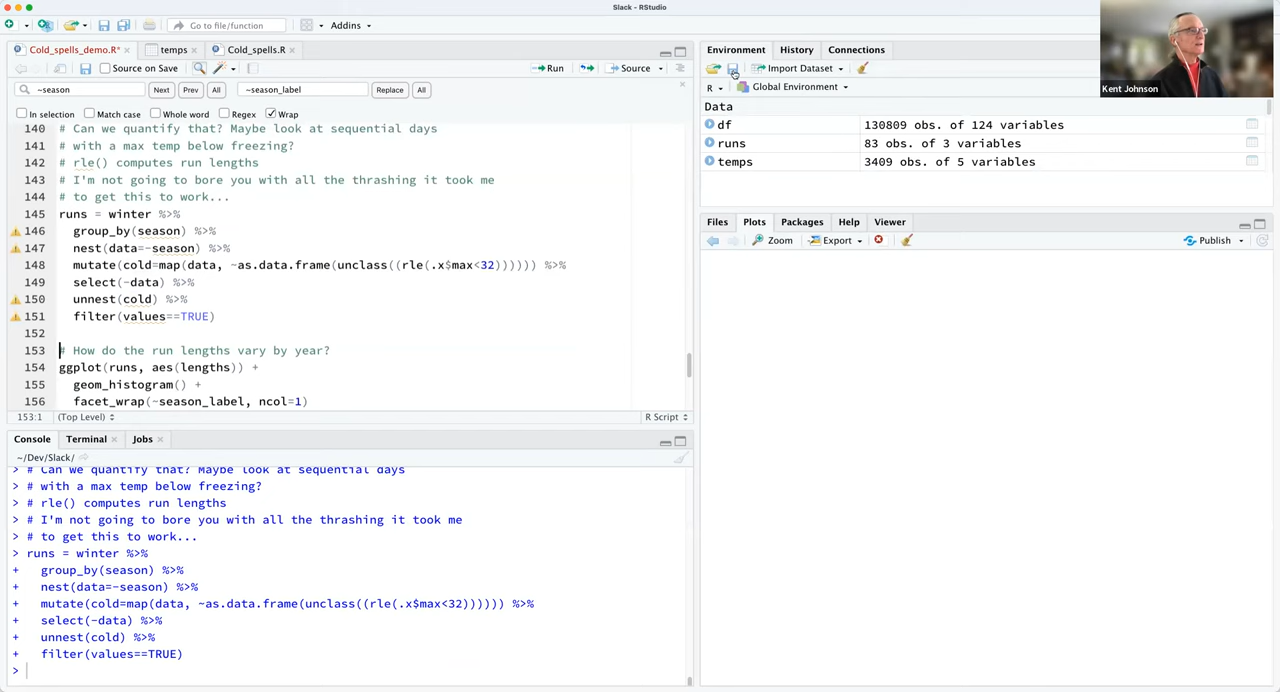 Slack - RStudio
Go to file/function
Addins
Cold_spells_demo.R*
temps
Cold_spells.R
Source on Save
Run
Source
~season
Next
Prev
All
~season_label
Replace
All
In selection
Match case
Whole word
Regex
Wrap
140 # Can we quantify that? Maybe look at sequential days
141 # with a max temp below freezing?
142 # rle() computes run lengths
143 # I'm not going to bore you with all the thrashing it took me
144 # to get this to work...
145 runs = winter %>%
146 group_by(season) %>%
147 nest(data=-season) %>%
148 mutate(cold=map(data, ~as.data.frame(unclass((rle(.x$max<32)))))) %>%
149 select(-data) %>%
150 unnest(cold) %>%
151 filter(values==TRUE)
152
153 # How do the run lengths vary by year?
154 ggplot(runs, aes(lengths)) +
155 geom_histogram() +
156 facet_wrap(~season_label, ncol=1)
153:1 (Top Level)
R Script
Console
Terminal
Jobs
~/Dev/Slack/
> # Can we quantify that? Maybe look at sequential days
> # with a max temp below freezing?
> # rle() computes run lengths
> # I'm not going to bore you with all the thrashing it took me
> # to get this to work...
> runs = winter %>%
+ group_by(season) %>%
+ nest(data=-season) %>%
+ mutate(cold=map(data, ~as.data.frame(unclass((rle(.x$max<32)))))) %>%
+ select(-data) %>%
+ unnest(cold) %>%
+ filter(values==TRUE)
>
Environment
History
Connections
Import Dataset
R
Global Environment
Data
df 130809 obs. of 124 variables
runs 83 obs. of 3 variables
temps 3409 obs. of 5 variables
Files
Plots
Packages
Help
Viewer
Zoom
Export
Publish
Kent Johnson